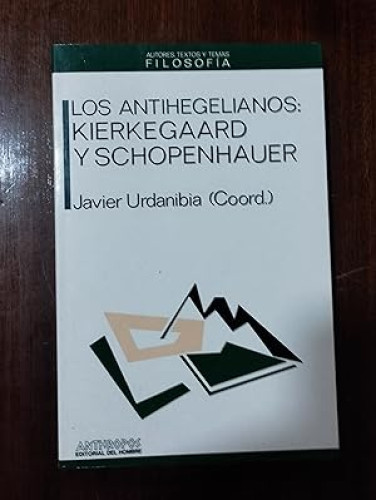 AUTORES, TEXTOS Y TEMAS
FILOSOFÍA
LOS ANTIHEGELIANOS:
KIERKEGAARD
Y SCHOPENHAUER
Javier Urdanibia (Coord.)
ANTHROPOS
EDITORIAL DEL HOMBRE